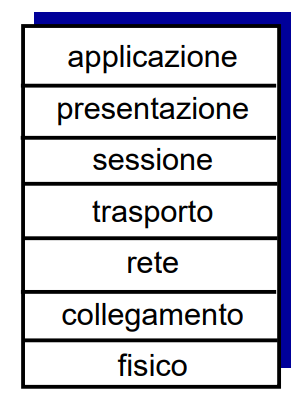 applicazione
presentazione
sessione
trasporto
rete
collegamento
fisico